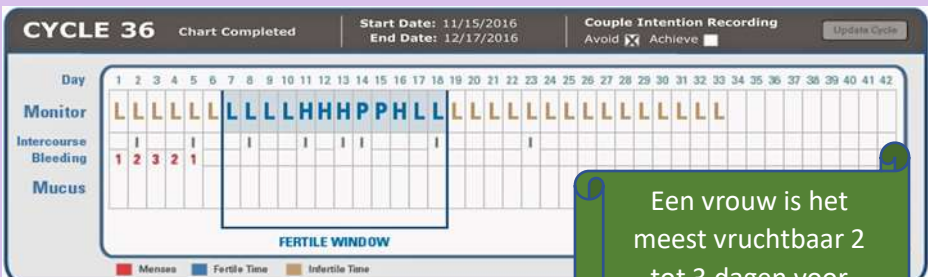 CYCLE 36 Chart Completed Start Date: 11/15/2016 Couple Intention Recording
End Date: 12/17/2016 Avoid Achieve Update Cycle
Day 1 2 3 4 5 6 7 8 9 10 11 12 13 14 15 16 17 18 19 20 21 22 23 24 25 26 27 28 29 30 31 32 33 34 35 36 37 38 39 40 41 42
Monitor L L L L L L L L L L H H H P P H L L L L L L L L L L L L L L L L L
Intercourse I I I I I I I I
Bleeding 1 2 3 2 1
Mucus
FERTILE WINDOW
Menses Fertile Time Infertile Time
Een vrouw is het
meest vruchtbaar 2
tot 3 dagen voor